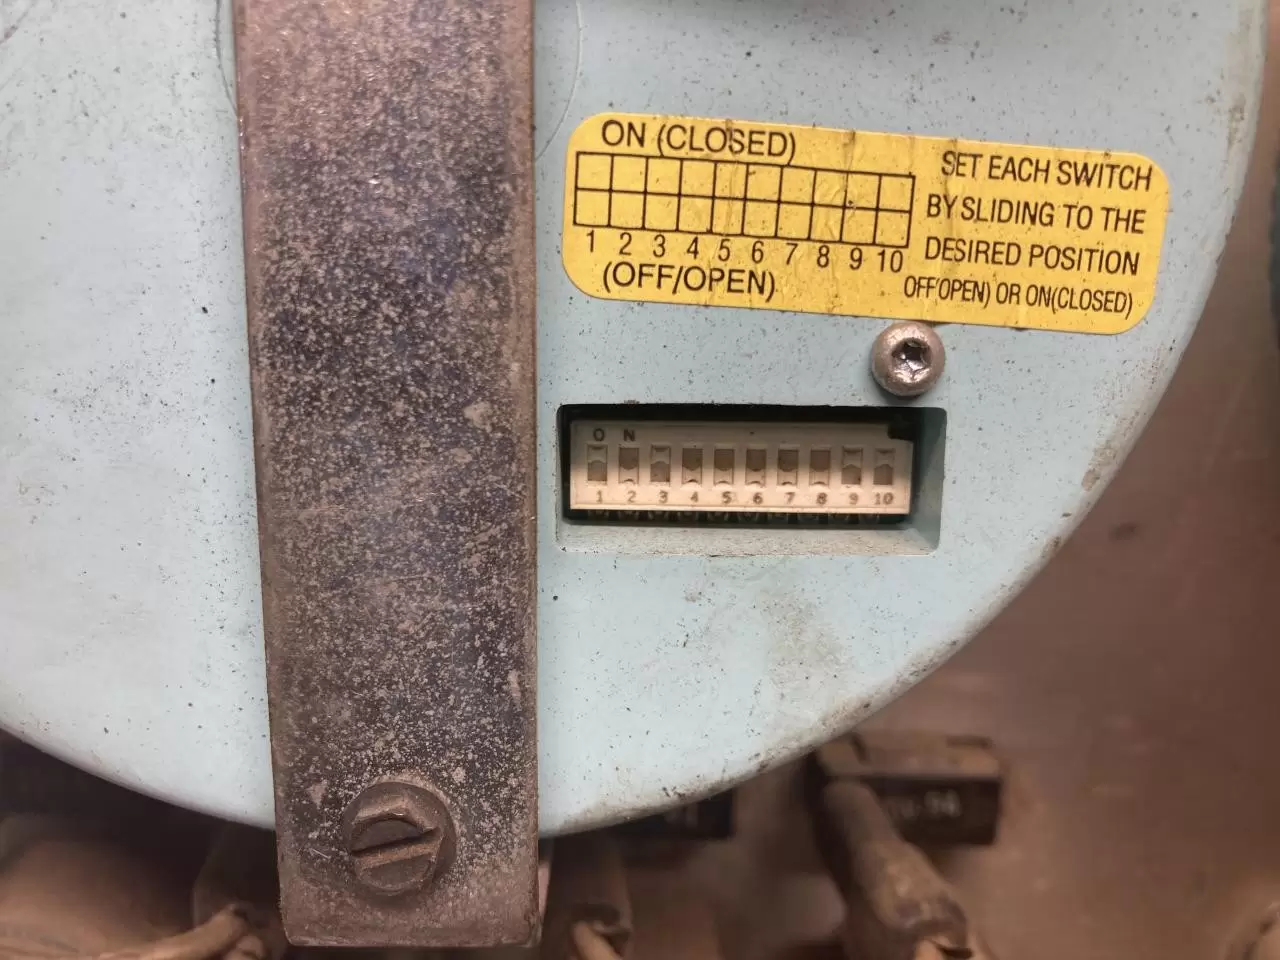 ON (CLOSED)
1 2 3 4 5 6 7 8 9 10
(OFF/OPEN)
SET EACH SWITCH
BY SLIDING TO THE
DESIRED POSITION
OFF'OPEN) OR ON(CLOSED)
O N
1 2 3 4 5 6 7 8 9 10